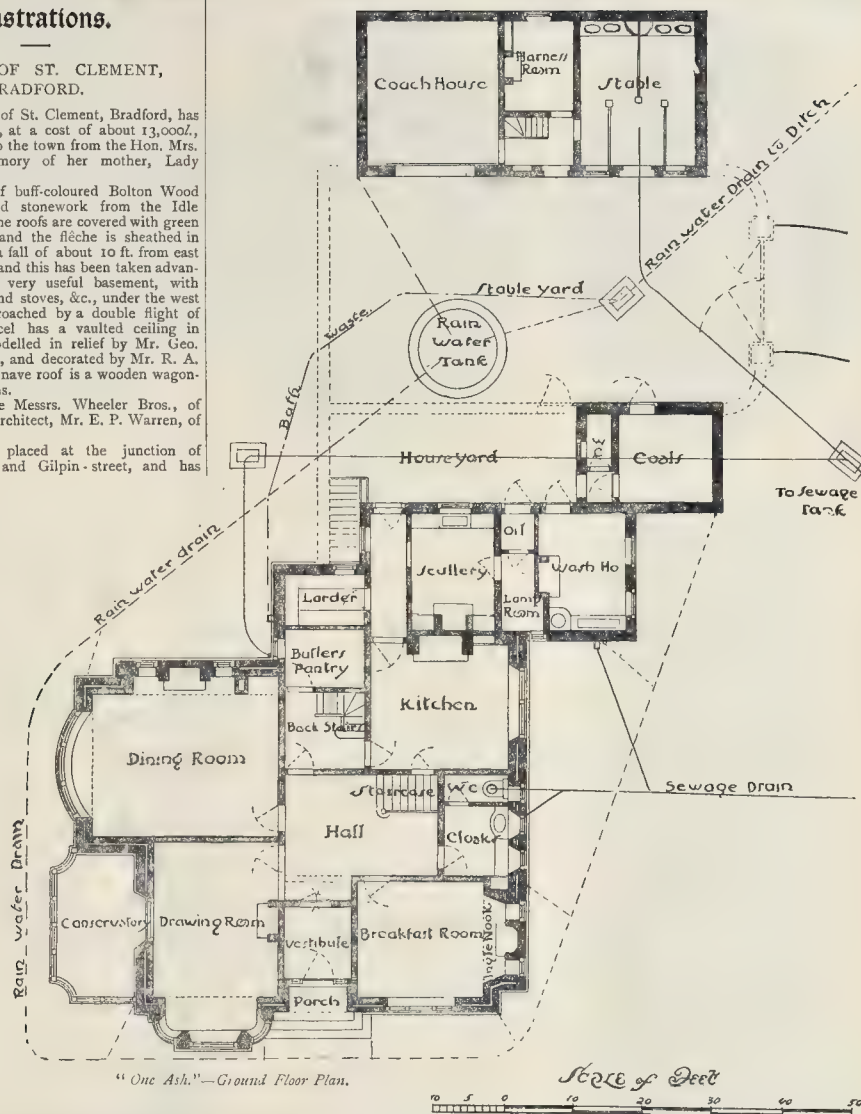 strations.
OF ST. CLEMENT,
RADFORD.
of St. Clement, Bradford, has
, at a cost of about 13,000l.,
o the town from the Hon. Mrs.
mory of her mother, Lady
f buff-coloured Bolton Wood
d stonework from the Idle
he roofs are covered with green
and the flêche is sheathed in
a fall of about 10 ft. from east
and this has been taken advan-
very useful basement, with
nd stoves, &c., under the west
roached by a double flight of
cel has a vaulted ceiling in
delled in relief by Mr. Geo.
, and decorated by Mr. R. A.
nave roof is a wooden wagon-
ns.
e Messrs. Wheeler Bros., of
rchitect, Mr. E. P. Warren, of
placed at the junction of
and Gilpin-street, and has
Coach House
Harness
Room
Stable
Rain water Drain to Ditch
Stable yard
Rain
Water
Tank
Bath waste.
House yard
Coals
To Sewage
Tank
Rain water drain
Scullery
Oil
Lamp
Room
Wash Ho
Larder
Butlers
Pantry
Kitchen
Back Stairs
Dining Room
Staircase
WC
Sewage Drain
Hall
Cloaks
Rain water Drain
Conservatory
Drawing Room
Vestibule
Breakfast Room
Ingle Nook
Porch
"One Ash."—Ground Floor Plan.
Scale of Feet
10 5 0 10 20 30 40 50